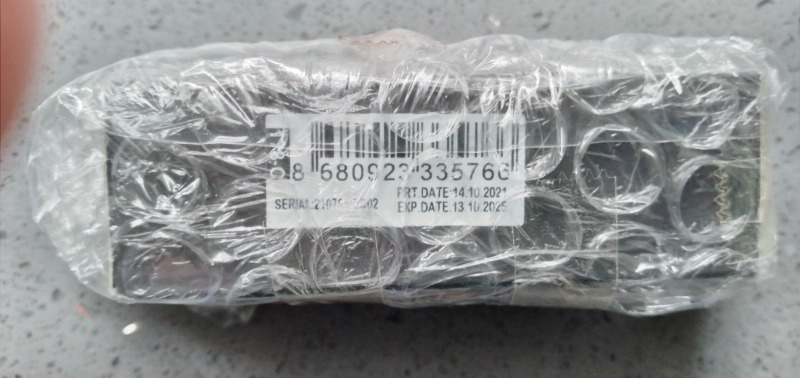 8 680923 335766
PRT.DATE:14.10.2021
EXP.DATE:13.10.2025